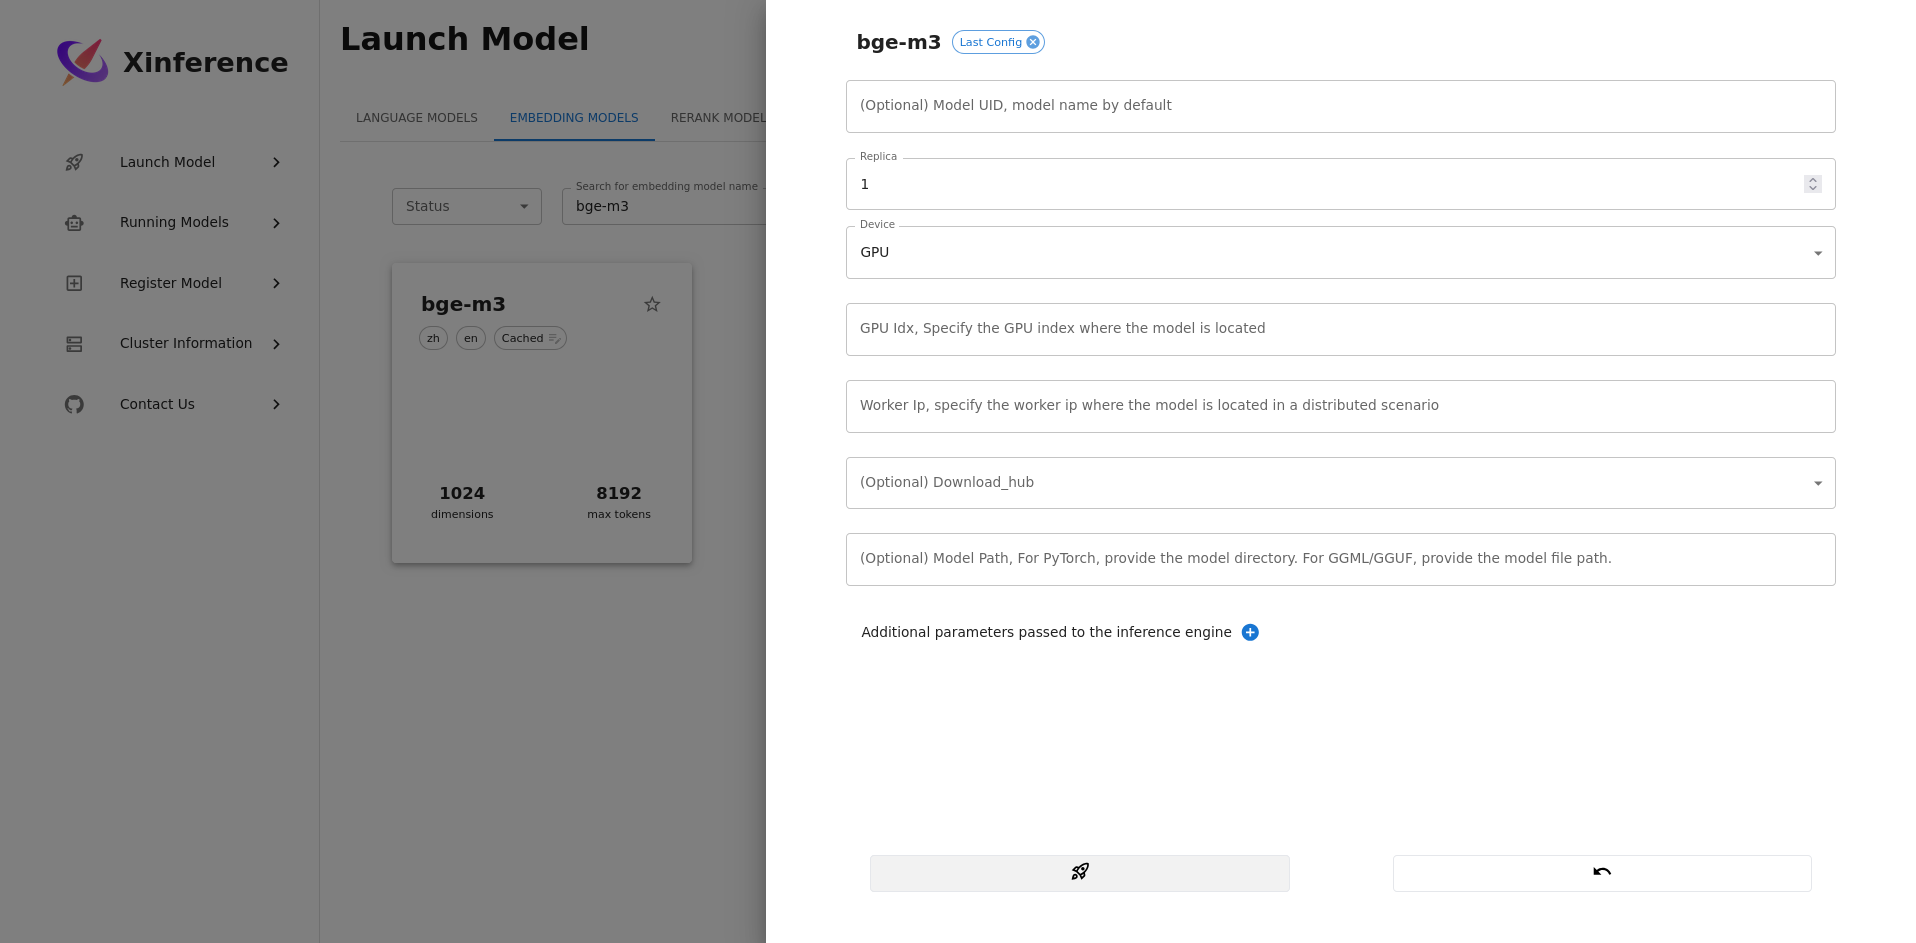 Xinference
Launch Model
Running Models
Register Model
Cluster Information
Contact Us
Launch Model
LANGUAGE MODELS
EMBEDDING MODELS
RERANK MODEL
Status
Search for embedding model name
bge-m3
bge-m3
zh
en
Cached
1024
dimensions
8192
max tokens
bge-m3
Last Config
(Optional) Model UID, model name by default
Replica
1
Device
GPU
GPU Idx, Specify the GPU index where the model is located
Worker Ip, specify the worker ip where the model is located in a distributed scenario
(Optional) Download_hub
(Optional) Model Path, For PyTorch, provide the model directory. For GGML/GGUF, provide the model file path.
Additional parameters passed to the inference engine